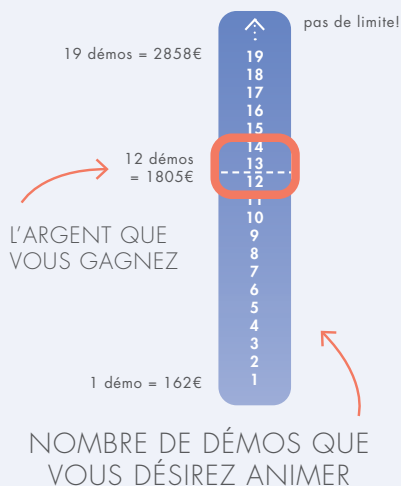 pas de limite!
19 démos = 2858€
19
18
17
16
15
14
13
12 démos
= 1805€
12
11
10
L'ARGENT QUE
VOUS GAGNEZ
9
8
7
6
5
4
3
2
1 démo = 162€
1
NOMBRE DE DÉMOS QUE
VOUS DÉSIREZ ANIMER